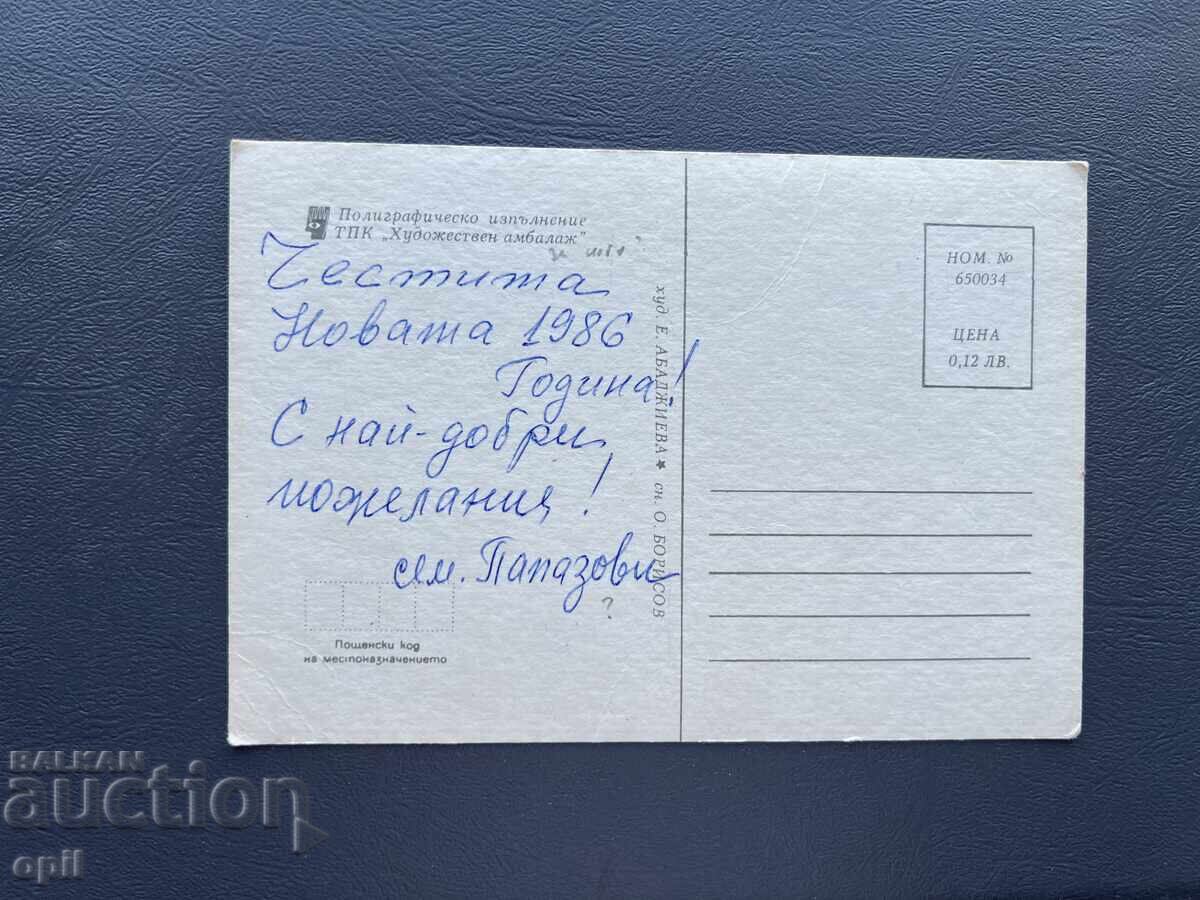 Полиграфическо изпълнение
ТПК „Художествен амбалаж"
Честита
Новата 1986
Година!
С най-добри
пожелания!
сем. Папазови
?
Пощенски код
на местоназначението
худ. Е. АБАДЖИЕВА ★ сн. О. БОРИСОВ
НОМ. №
650034
ЦЕНА
0,12 ЛВ.
BALKAN
auction
opil